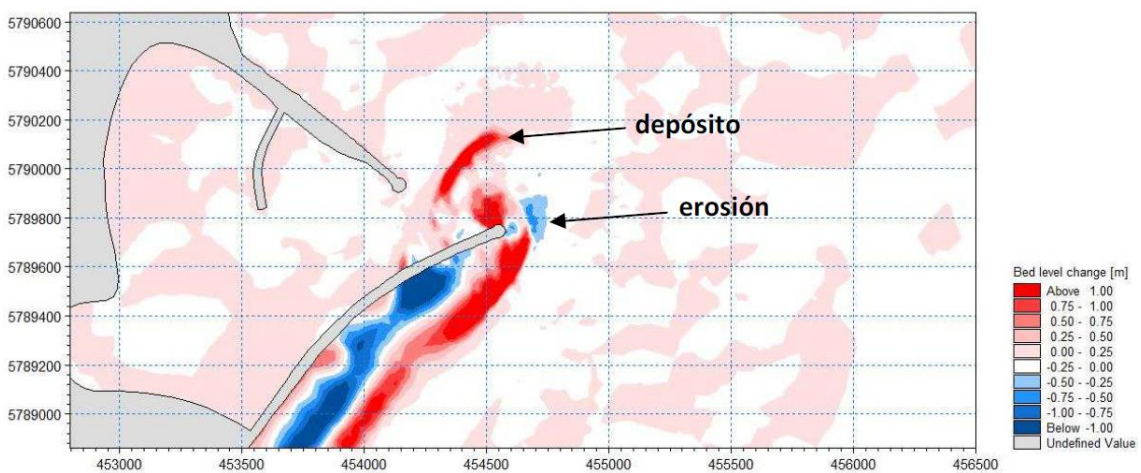 5790600
5790400
5790200
5790000
5789800
5789600
5789400
5789200
5789000
depósito
erosión
453000 453500 454000 454500 455000 455500 456000 456500
Bed level change [m]
Above 1.00
0.75 - 1.00
0.50 - 0.75
0.25 - 0.50
0.00 - 0.25
-0.25 - 0.00
-0.50 - -0.25
-0.75 - -0.50
-1.00 - -0.75
Below -1.00
Undefined Value